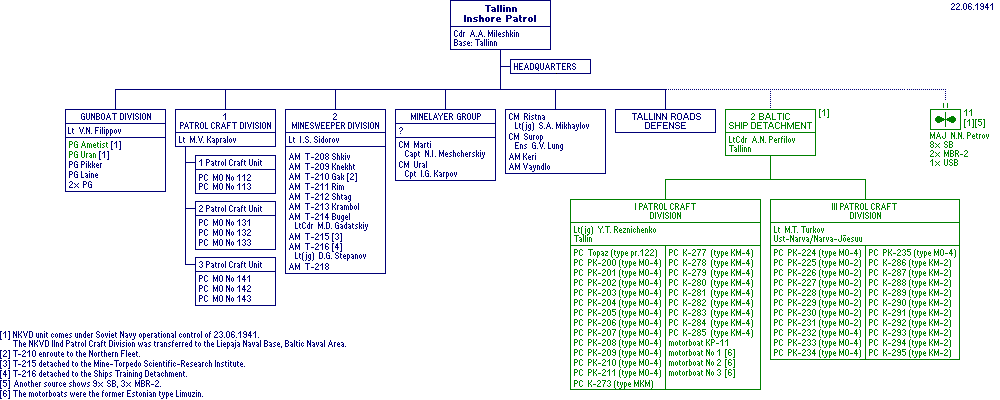 22.06.1941
Tallinn
Inshore Patrol
Cdr A.A. Mileshkin
Base: Tallinn
HEADQUARTERS
GUNBOAT DIVISION
Lt V.N. Filippov
PG Ametist [1]
PG Uran [1]
PG Pikker
PG Laine
2x PG
1
PATROL CRAFT DIVISION
Lt M.V. Kapralov
1 Patrol Craft Unit
PC MO No 112
PC MO No 113
2 Patrol Craft Unit
PC MO No 131
PC MO No 132
PC MO No 133
3 Patrol Craft Unit
PC MO No 141
PC MO No 142
PC MO No 143
2
MINESWEEPER DIVISION
Lt I.S. Sidorov
AM T-208 Shkiv
AM T-209 Knekht
AM T-210 Gak [2]
AM T-211 Rim
AM T-212 Shtag
AM T-213 Krambol
AM T-214 Bugel
LtCdr M.D. Gadatskiy
AM T-215 [3]
AM T-216 [4]
Lt(jg) D.G. Stepanov
AM T-218
MINELAYER GROUP
?
CM Marti
Capt N.I. Meshcherskiy
CM Ural
Cpt I.G. Karpov
CM Ristna
Lt(jg) S.A. Mikhaylov
CM Surop
Ens G.V. Lung
AM Keri
AM Vayndlo
TALLINN ROADS
DEFENSE
2 BALTIC
SHIP DETACHMENT
[1]
LtCdr A.N. Perfilov
Tallinn
11
[1][5]
MAJ N.N. Petrov
8x SB
2x MBR-2
1x USB
I PATROL CRAFT
DIVISION
Lt(jg) Y.T. Reznichenko
Tallin
PC Topaz (type pr.122)
PC PK-200 (type MO-4)
PC PK-201 (type MO-4)
PC PK-202 (type MO-4)
PC PK-203 (type MO-4)
PC PK-204 (type MO-4)
PC PK-205 (type MO-4)
PC PK-206 (type MO-4)
PC PK-207 (type MO-4)
PC PK-208 (type MO-4)
PC PK-209 (type MO-4)
PC PK-210 (type MO-4)
PC PK-211 (type MO-4)
PC K-273 (type MKM)
PC K-277 (type KM-4)
PC K-278 (type KM-4)
PC K-279 (type KM-4)
PC K-280 (type KM-4)
PC K-281 (type KM-4)
PC K-282 (type KM-4)
PC K-283 (type KM-4)
PC K-284 (type KM-4)
PC K-285 (type KM-4)
motorboat KP-11
motorboat No 1 [6]
motorboat No 2 [6]
motorboat No 3 [6]
III PATROL CRAFT
DIVISION
Lt M.T. Turkov
Ust-Narva/Narva-Jõesuu
PC PK-224 (type MO-4)
PC PK-225 (type MO-2)
PC PK-227 (type MO-2)
PC PK-228 (type MO-2)
PC PK-229 (type MO-2)
PC PK-230 (type MO-2)
PC PK-231 (type MO-2)
PC PK-232 (type MO-2)
PC PK-233 (type MO-4)
PC PK-234 (type MO-4)
PC PK-235 (type MO-4)
PC K-286 (type KM-2)
PC K-287 (type KM-2)
PC K-288 (type KM-2)
PC K-289 (type KM-2)
PC K-290 (type KM-2)
PC K-291 (type KM-2)
PC K-292 (type KM-2)
PC K-293 (type KM-2)
PC K-294 (type KM-2)
PC K-295 (type KM-2)
[1] NKVD unit comes under Soviet Navy operational control of 23.06.1941.
The NKVD IInd Patrol Craft Division was transferred to the Liepaja Naval Base, Baltic Naval Area.
[2] T-210 enroute to the Northern Fleet.
[3] T-215 detached to the Mine-Torpedo Scientific-Research Institute.
[4] T-216 detached to the Ships Training Detachment.
[5] Another source shows 9x SB, 3x MBR-2.
[6] The motorboats were the former Estonian type Limuzin.